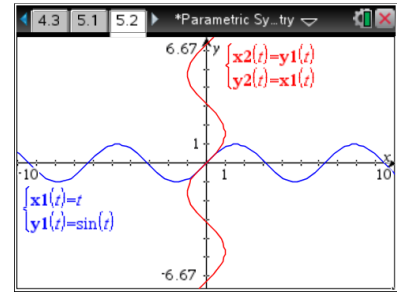 4.3 5.1 5.2 *Parametric Sy...try
6.67 y
x2(t)=y1(t)
y2(t)=x1(t)
1
x
-10 1 10
x1(t)=t
y1(t)=sin(t)
-6.67